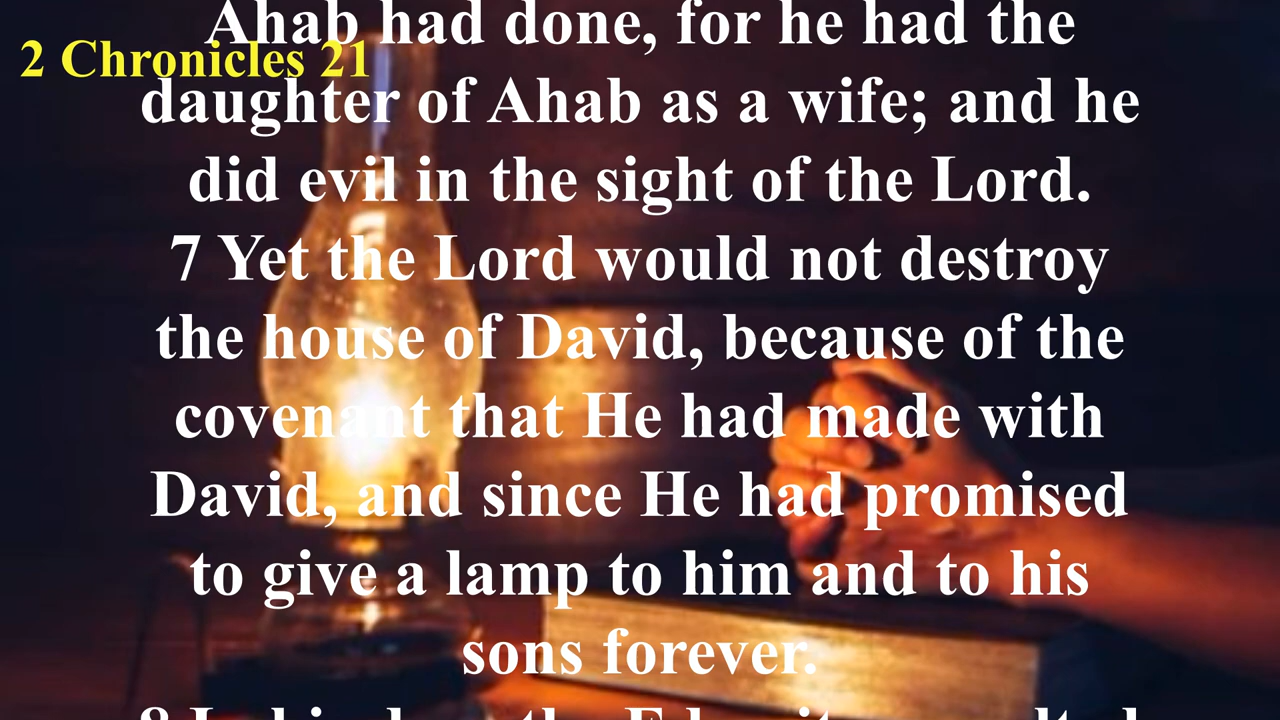 2 Chronicles 21
Ahab had done, for he had the
daughter of Ahab as a wife; and he
did evil in the sight of the Lord.
7 Yet the Lord would not destroy
the house of David, because of the
covenant that He had made with
David, and since He had promised
to give a lamp to him and to his
sons forever.